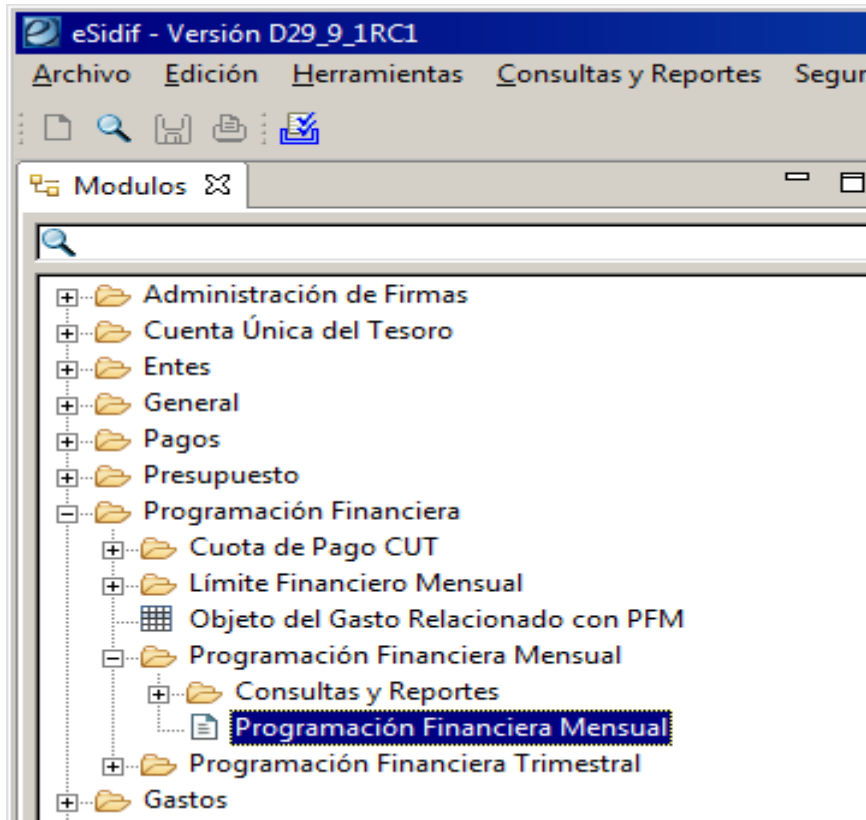 eSidif - Versión D29_9_1RC1
Archivo Edición Herramientas Consultas y Reportes Segur
Modulos
Administración de Firmas
Cuenta Única del Tesoro
Entes
General
Pagos
Presupuesto
Programación Financiera
Cuota de Pago CUT
Límite Financiero Mensual
Objeto del Gasto Relacionado con PFM
Programación Financiera Mensual
Consultas y Reportes
Programación Financiera Mensual
Programación Financiera Trimestral
Gastos